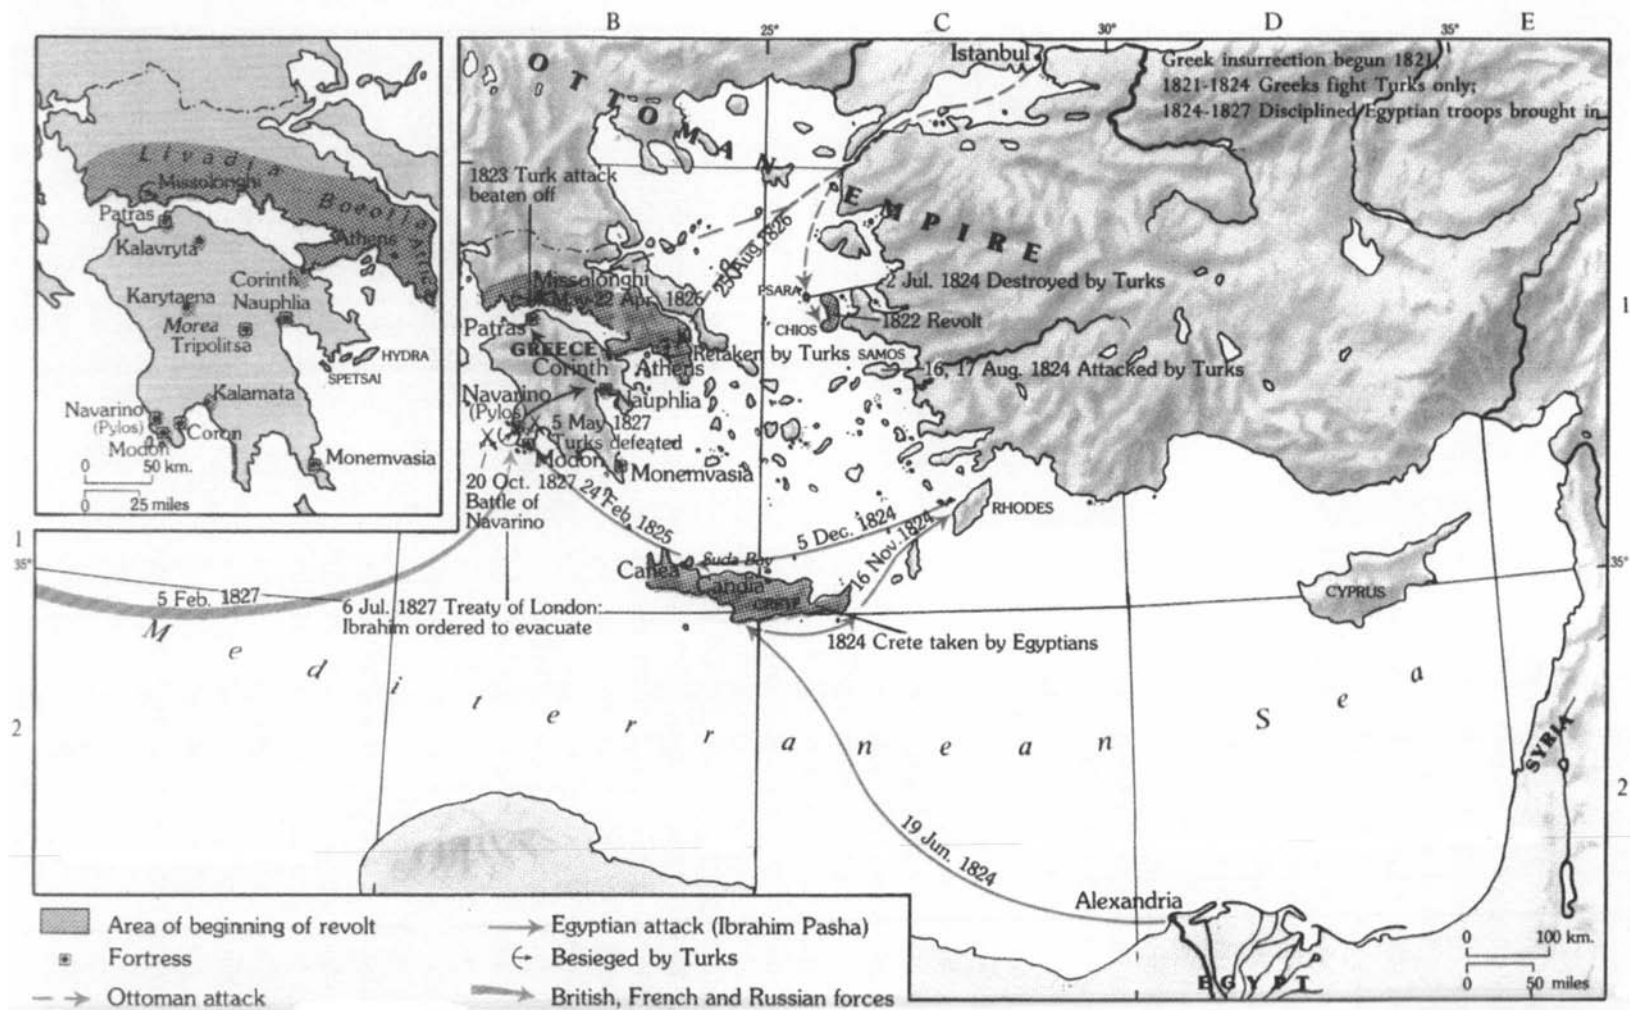 B
C
D
E
25°
30°
35°
Livadia
Missolonghi
Patras
Kalavryta
Boeotia
Athens
Corinth
Karytaena
Nauphlia
Morea
Tripolitsa
HYDRA
SPETSAI
Kalamata
Navarino
(Pylos)
Coron
Modon
Monemvasia
0 50 km.
0 25 miles
OTTOMAN EMPIRE
Istanbul
Greek insurrection begun 1821;
1821-1824 Greeks fight Turks only;
1824-1827 Disciplined Egyptian troops brought in
1823 Turk attack
beaten off
25 Aug. 1826
Missolonghi
May-22 Apr. 1826
PSARA
2 Jul. 1824 Destroyed by Turks
CHIOS
1822 Revolt
Patras
GREECE
Retaken by Turks
SAMOS
16, 17 Aug. 1824 Attacked by Turks
Corinth
Athens
Navarino
(Pylos)
Nauphlia
5 May 1827
Turks defeated
Modon
Monemvasia
20 Oct. 1827
Battle of
Navarino
24 Feb. 1825
5 Dec. 1824
16 Nov. 1824
RHODES
Suda Bay
Canea
Candia
CRETE
CYPRUS
1
1
35°
35°
5 Feb. 1827
6 Jul. 1827 Treaty of London:
Ibrahim ordered to evacuate
1824 Crete taken by Egyptians
Mediterranean Sea
2
2
SYRIA
19 Jun. 1824
Alexandria
EGYPT
0 100 km.
0 50 miles
Area of beginning of revolt
Fortress
Ottoman attack
Egyptian attack (Ibrahim Pasha)
Besieged by Turks
British, French and Russian forces